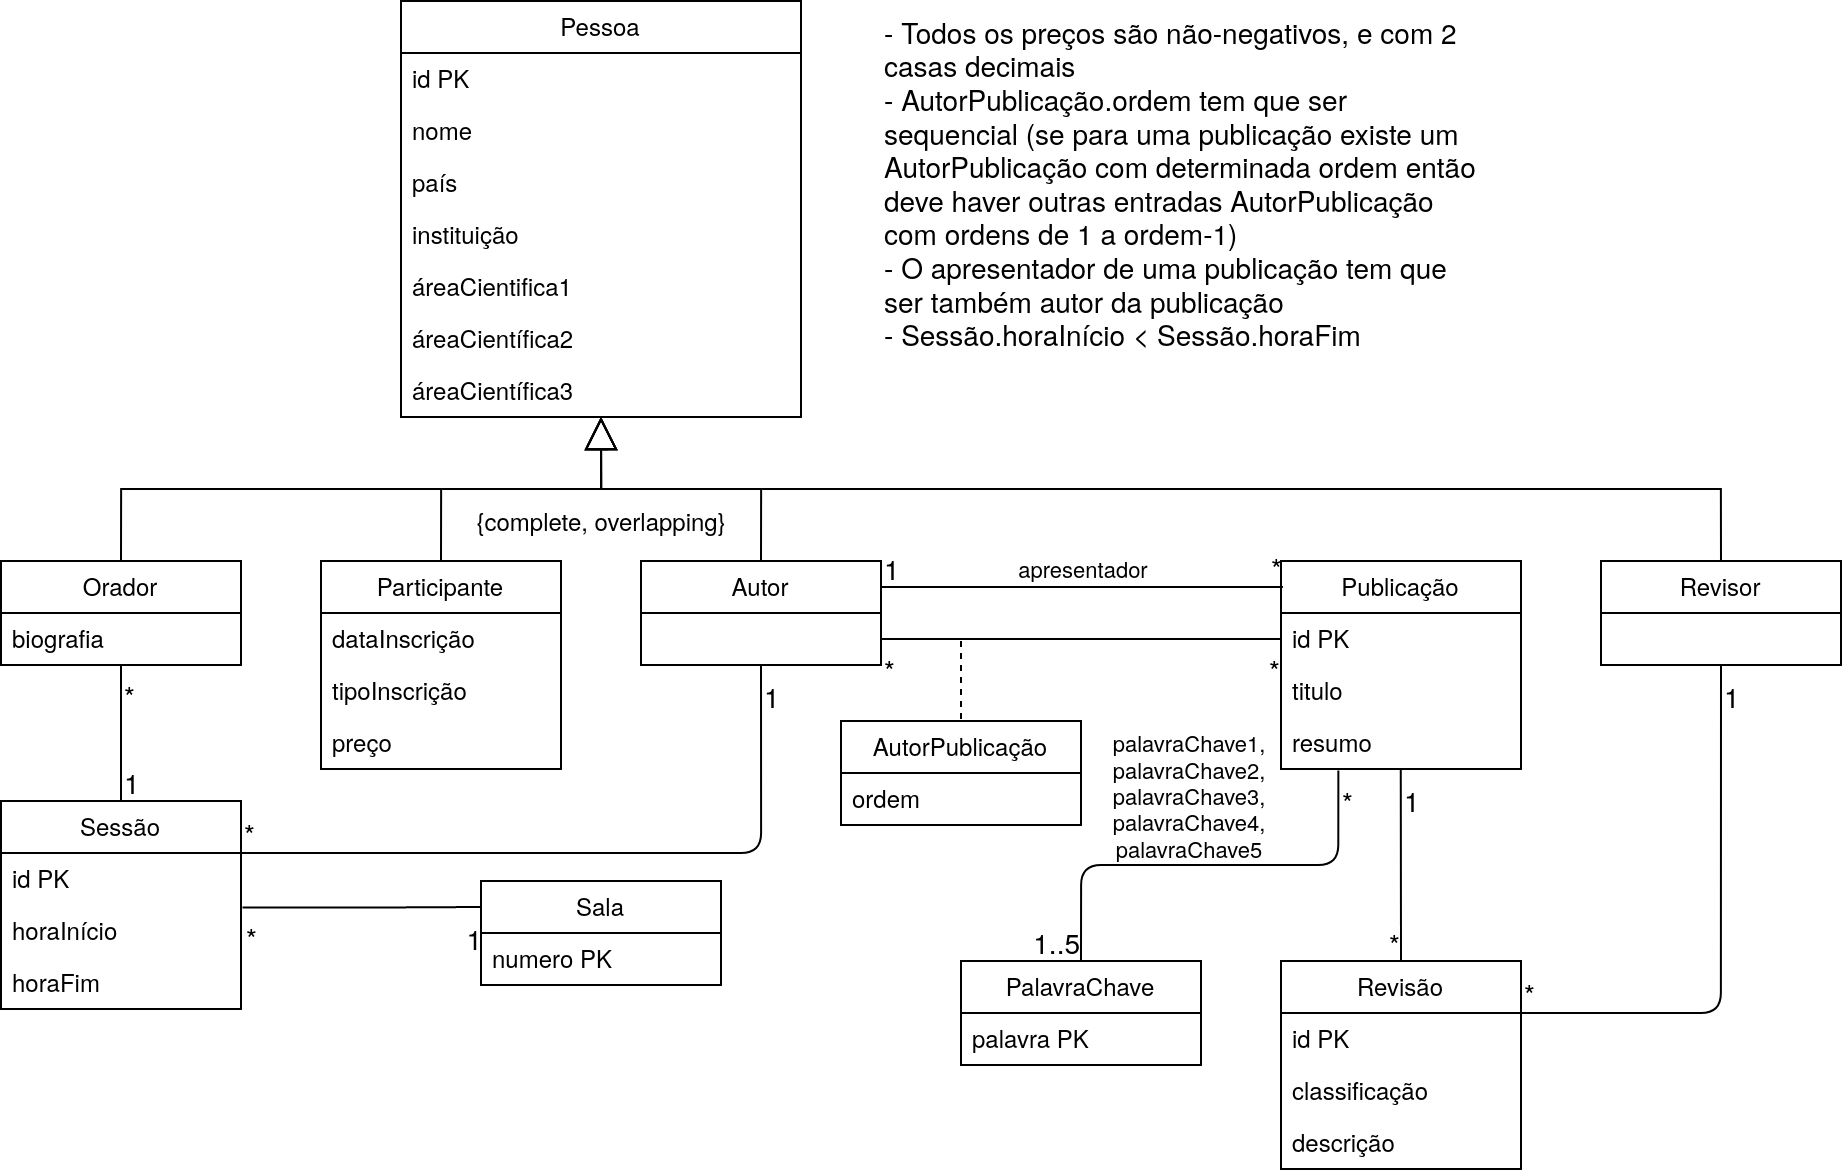 Pessoa
id PK
nome
país
instituição
áreaCientifica1
áreaCientífica2
áreaCientífica3
- Todos os preços são não-negativos, e com 2
casas decimais
- AutorPublicação.ordem tem que ser
sequencial (se para uma publicação existe um
AutorPublicação com determinada ordem então
deve haver outras entradas AutorPublicação
com ordens de 1 a ordem-1)
- O apresentador de uma publicação tem que
ser também autor da publicação
- Sessão.horaInício < Sessão.horaFim
{complete, overlapping}
Orador
biografia
*
1
Participante
dataInscrição
tipoInscrição
preço
Autor
1
apresentador
*
*
*
1
Publicação
id PK
titulo
resumo
Revisor
1
AutorPublicação
ordem
palavraChave1,
palavraChave2,
palavraChave3,
palavraChave4,
palavraChave5
*
1
Sessão
id PK
horaInício
horaFim
*
*
1
Sala
numero PK
1..5
PalavraChave
palavra PK
*
Revisão
id PK
classificação
descrição
*